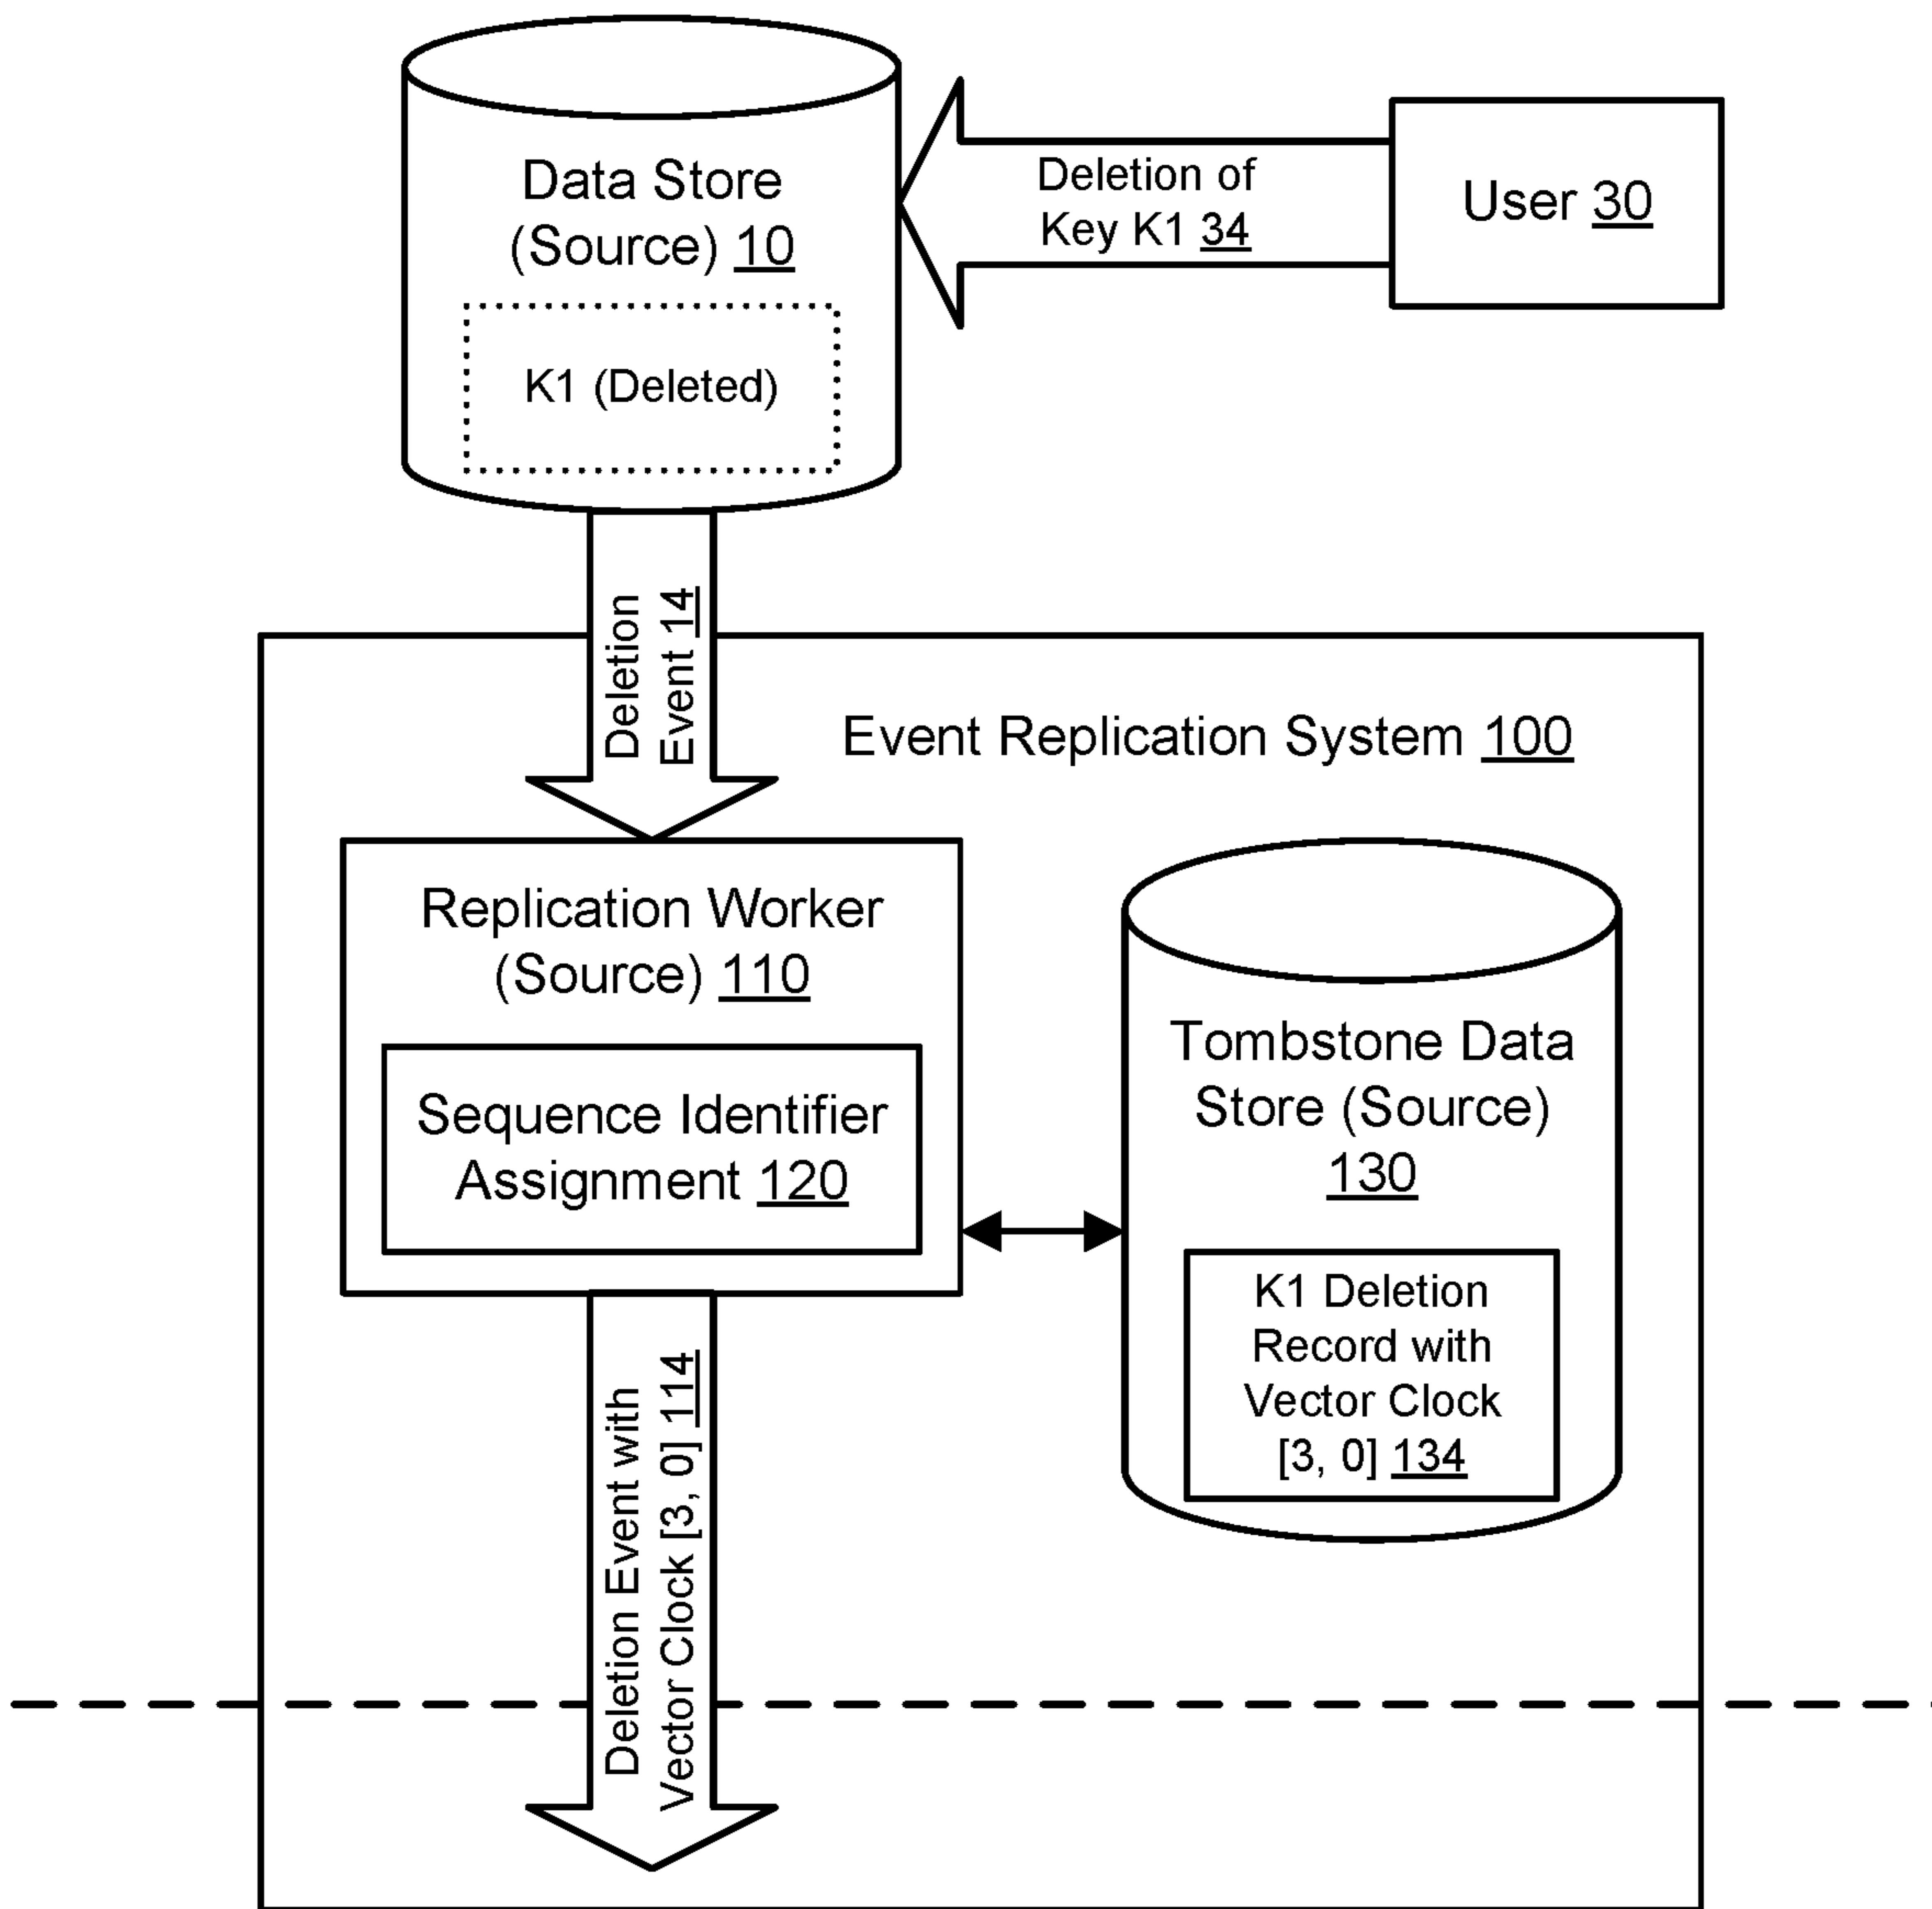 Data Store
(Source) 10
K1 (Deleted)
Deletion of
Key K1 34
User 30
Deletion
Event 14
Event Replication System 100
Replication Worker
(Source) 110
Sequence Identifier
Assignment 120
Tombstone Data
Store (Source)
130
K1 Deletion
Record with
Vector Clock
[3, 0] 134
Deletion Event with
Vector Clock [3, 0] 114